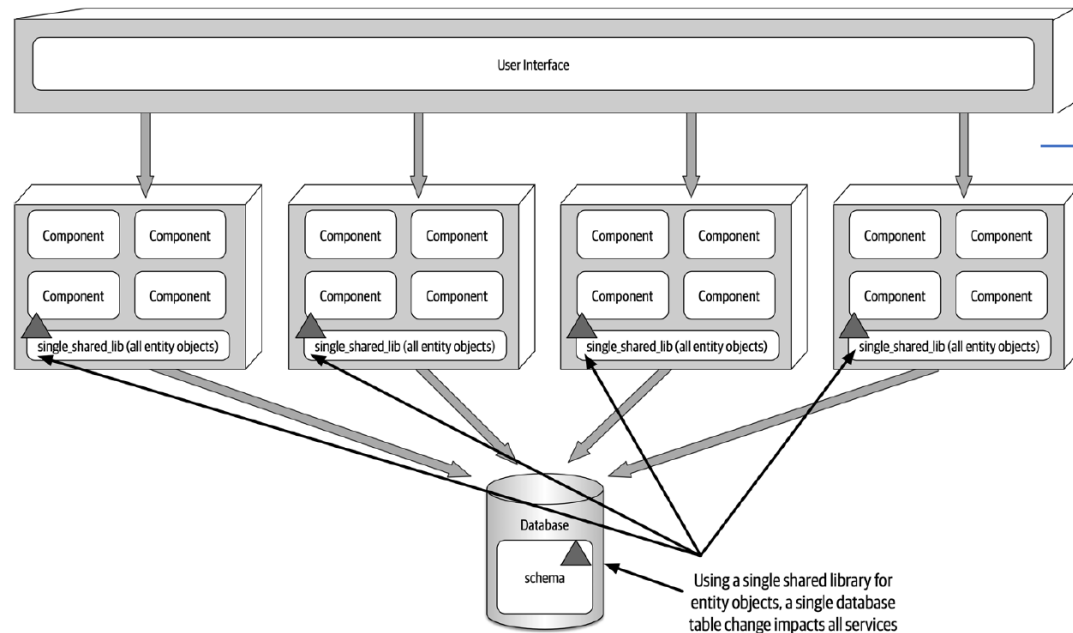 User Interface
Component Component Component Component Component Component Component Component
Component Component Component Component Component Component Component Component
single_shared_lib (all entity objects) single_shared_lib (all entity objects) single_shared_lib (all entity objects) single_shared_lib (all entity objects)
Database
schema
Using a single shared library for
entity objects, a single database
table change impacts all services